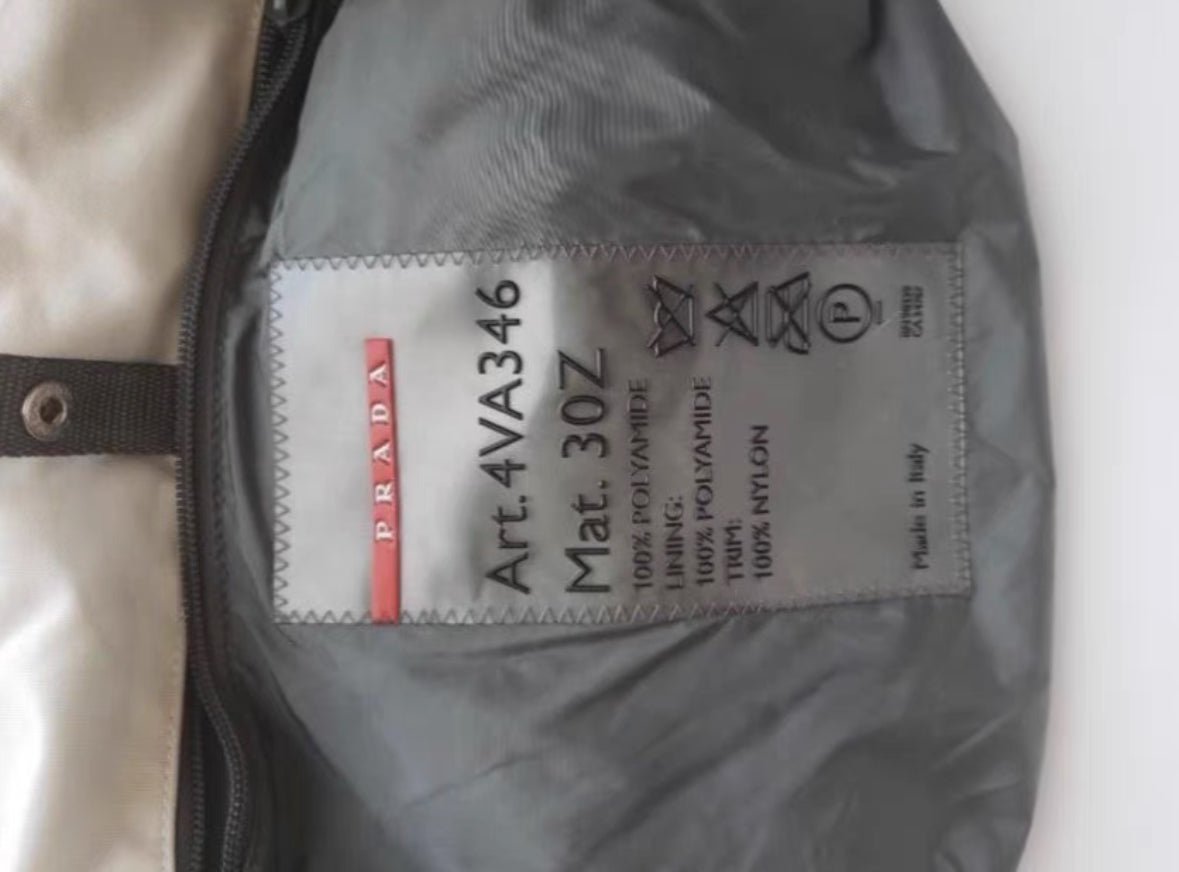 PRADA
Art.4VA346
Mat. 30Z
100% POLYAMIDE
LINING:
100% POLYAMIDE
TRIM:
100% NYLON
P
Made in Italy